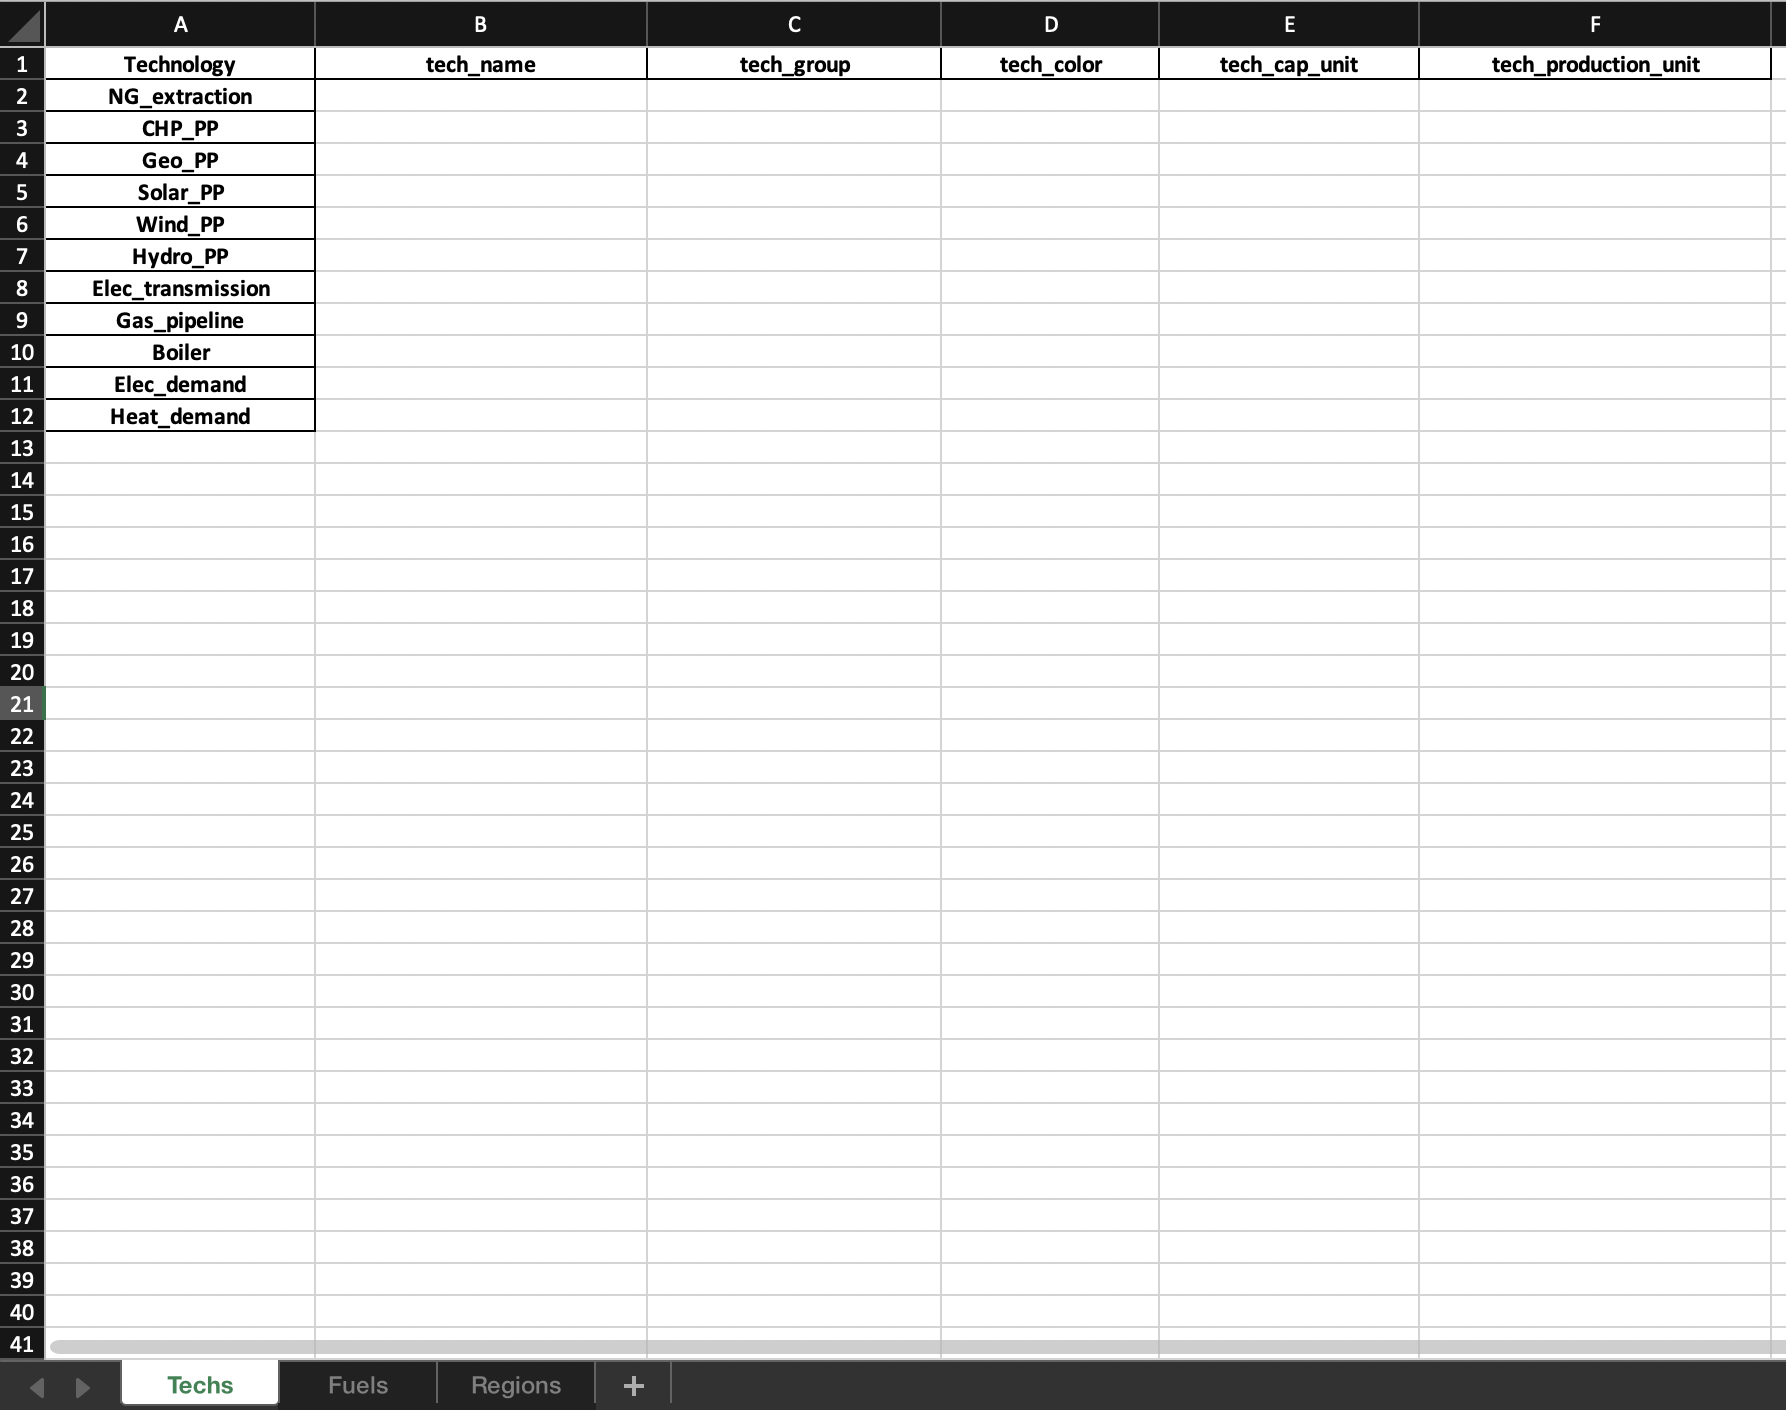 A B C D E F
1 Technology tech_name tech_group tech_color tech_cap_unit tech_production_unit
2 NG_extraction
3 CHP_PP
4 Geo_PP
5 Solar_PP
6 Wind_PP
7 Hydro_PP
8 Elec_transmission
9 Gas_pipeline
10 Boiler
11 Elec_demand
12 Heat_demand
13
14
15
16
17
18
19
20
21
22
23
24
25
26
27
28
29
30
31
32
33
34
35
36
37
38
39
40
41
Techs Fuels Regions +